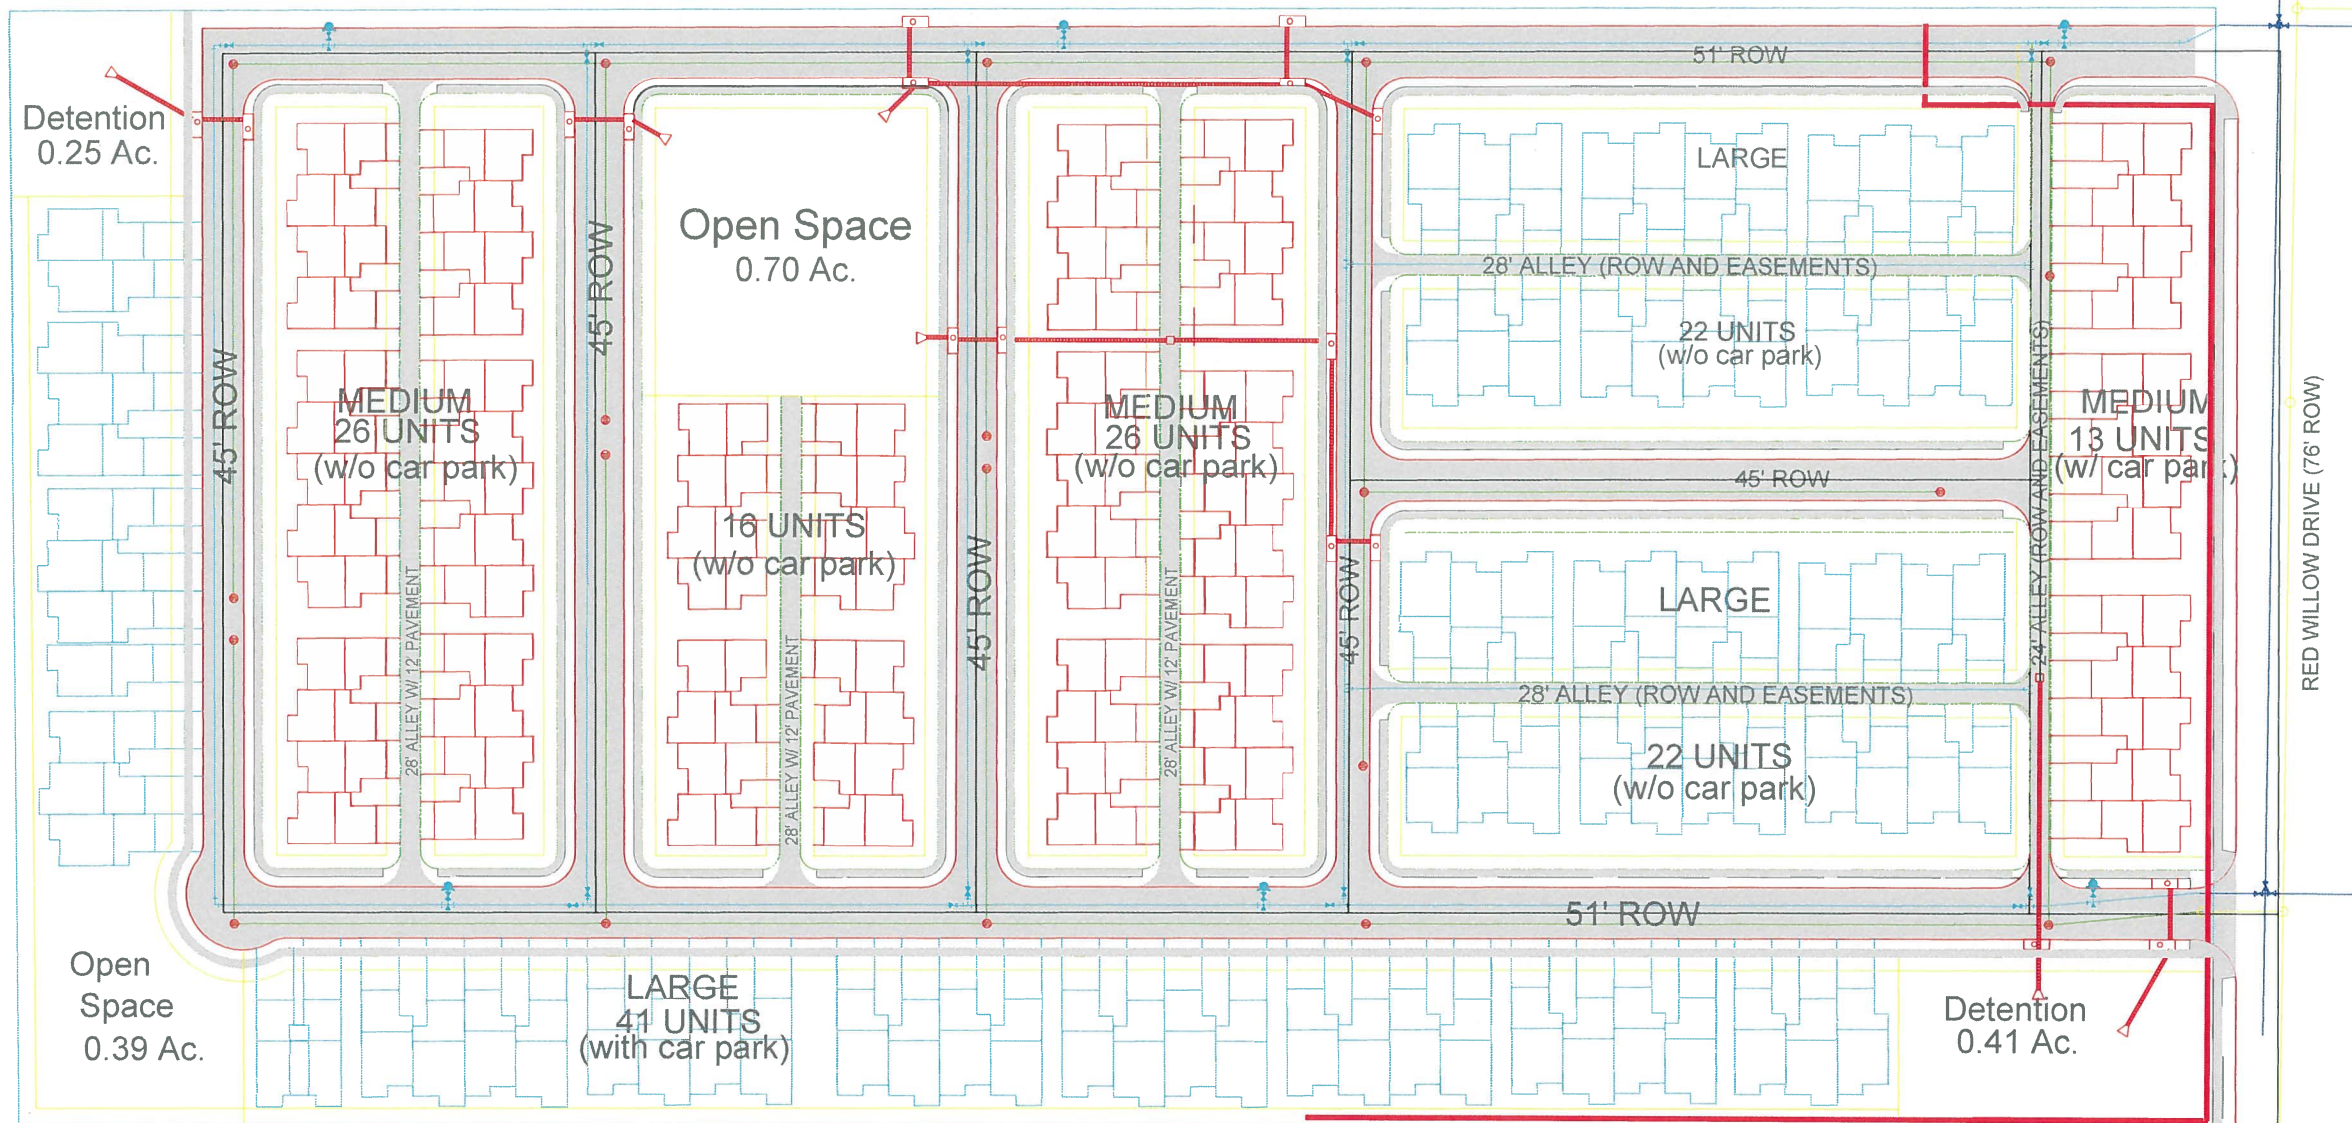 51' ROW
Detention
0.25 Ac.
LARGE
Open Space
0.70 Ac.
45' ROW
45' ROW
28' ALLEY (ROW AND EASEMENTS)
22 UNITS
(w/o car park)
MEDIUM
26 UNITS
(w/o car park)
MEDIUM
26 UNITS
(w/o car park)
MEDIUM
13 UNITS
(w/ car park)
24' ALLEY (ROW AND EASEMENTS)
RED WILLOW DRIVE (76' ROW)
45' ROW
16 UNITS
(w/o car park)
45' ROW
45' ROW
LARGE
28' ALLEY W/ 12' PAVEMENT
28' ALLEY W/ 12' PAVEMENT
28' ALLEY W/ 12' PAVEMENT
28' ALLEY (ROW AND EASEMENTS)
22 UNITS
(w/o car park)
51' ROW
Open
Space
0.39 Ac.
LARGE
41 UNITS
(with car park)
Detention
0.41 Ac.